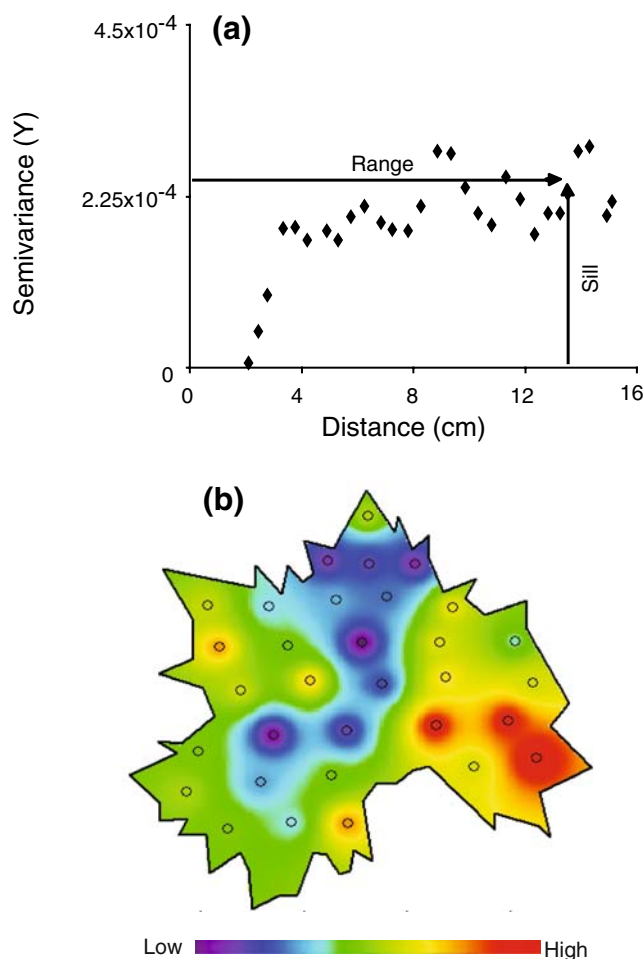 (a)
4.5x10-4
Semivariance (Y)
Range
2.25x10-4
Sill
0
0 4 8 12 16
Distance (cm)
(b)
Low High